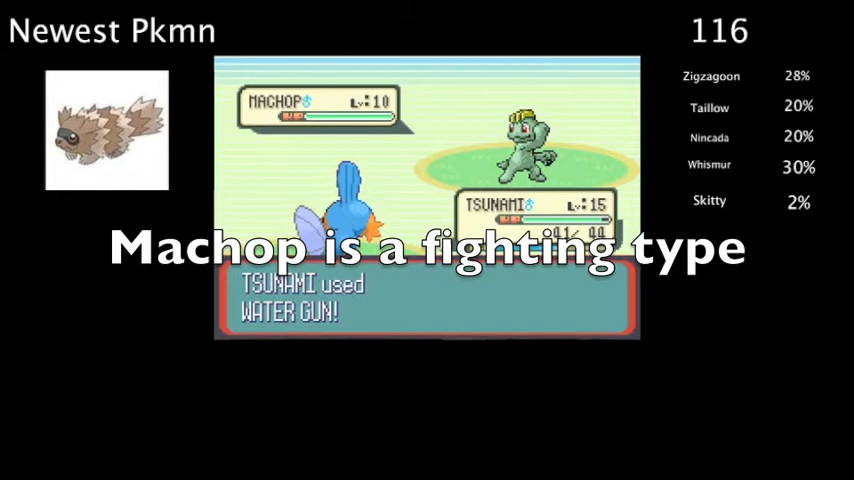 Newest Pkmn
116
MACHOP♂ Lv:10
Zigzagoon 28%
Taillow 20%
Nincada 20%
Whismur 30%
Skitty 2%
TSUNAMI♂ Lv:15
Machop is a fighting type
TSUNAMI used
WATER GUN!